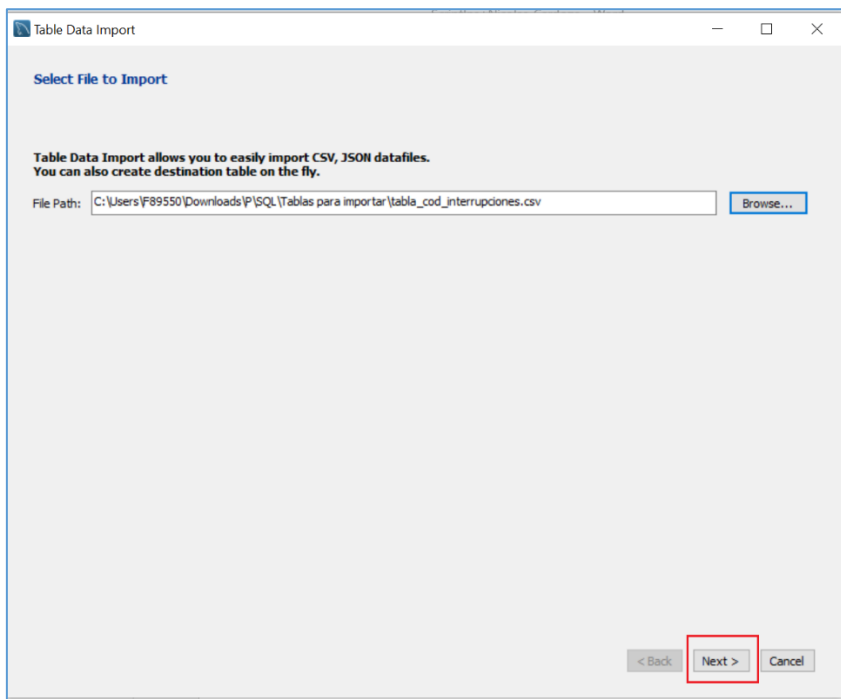 Table Data Import
Select File to Import
Table Data Import allows you to easily import CSV, JSON datafiles.
You can also create destination table on the fly.
File Path: C:\Users\F89550\Downloads\P\SQL\Tablas para importar\tabla_cod_interrupciones.csv Browse...
< Back Next > Cancel